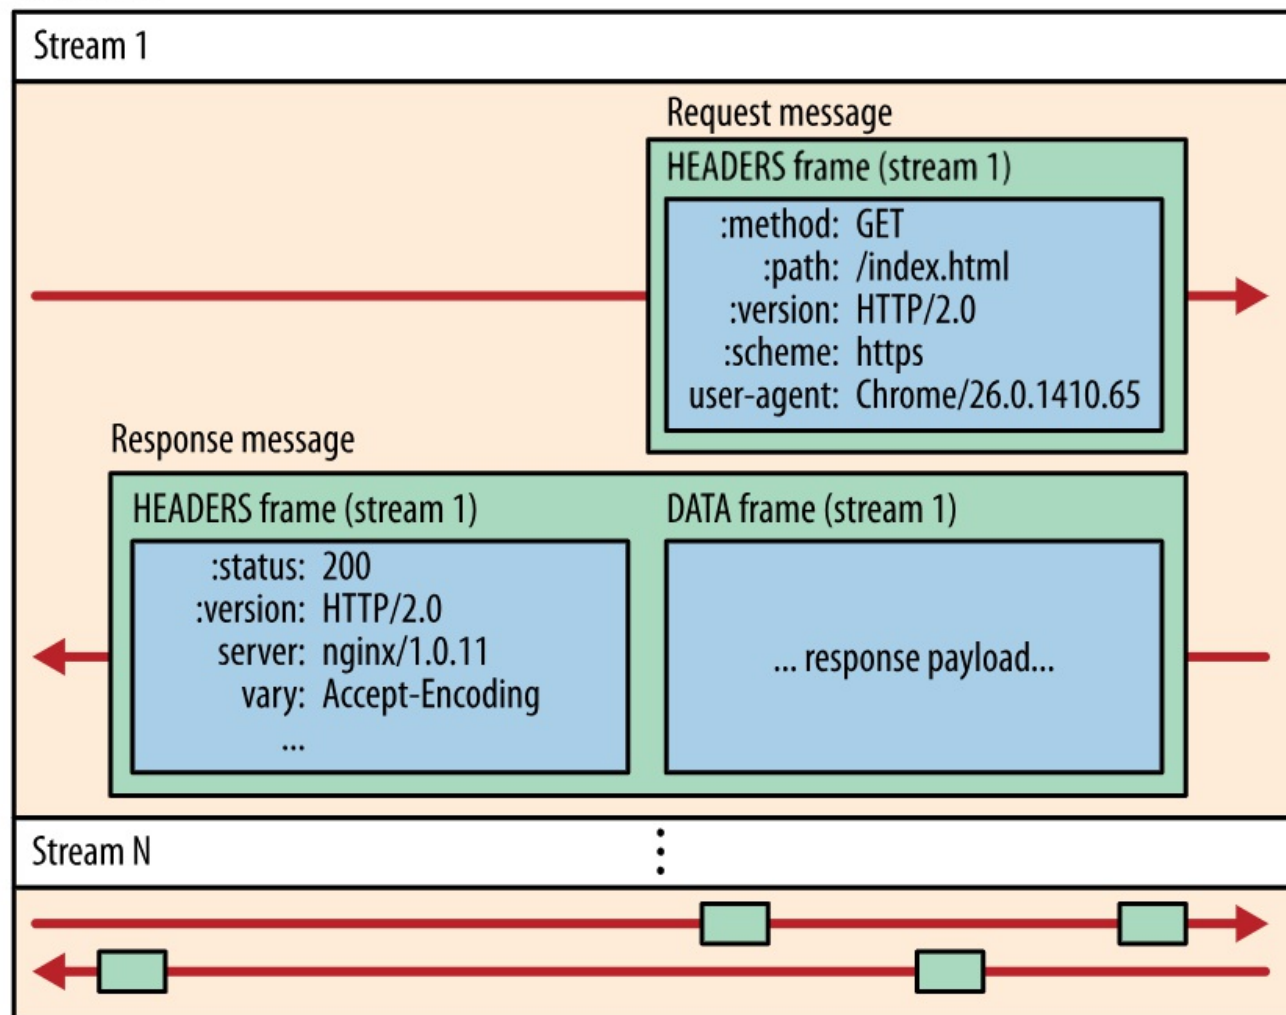 Stream 1
Request message
HEADERS frame (stream 1)
:method: GET
:path: /index.html
:version: HTTP/2.0
:scheme: https
user-agent: Chrome/26.0.1410.65
Response message
HEADERS frame (stream 1)
:status: 200
:version: HTTP/2.0
server: nginx/1.0.11
vary: Accept-Encoding
...
DATA frame (stream 1)
... response payload...
Stream N